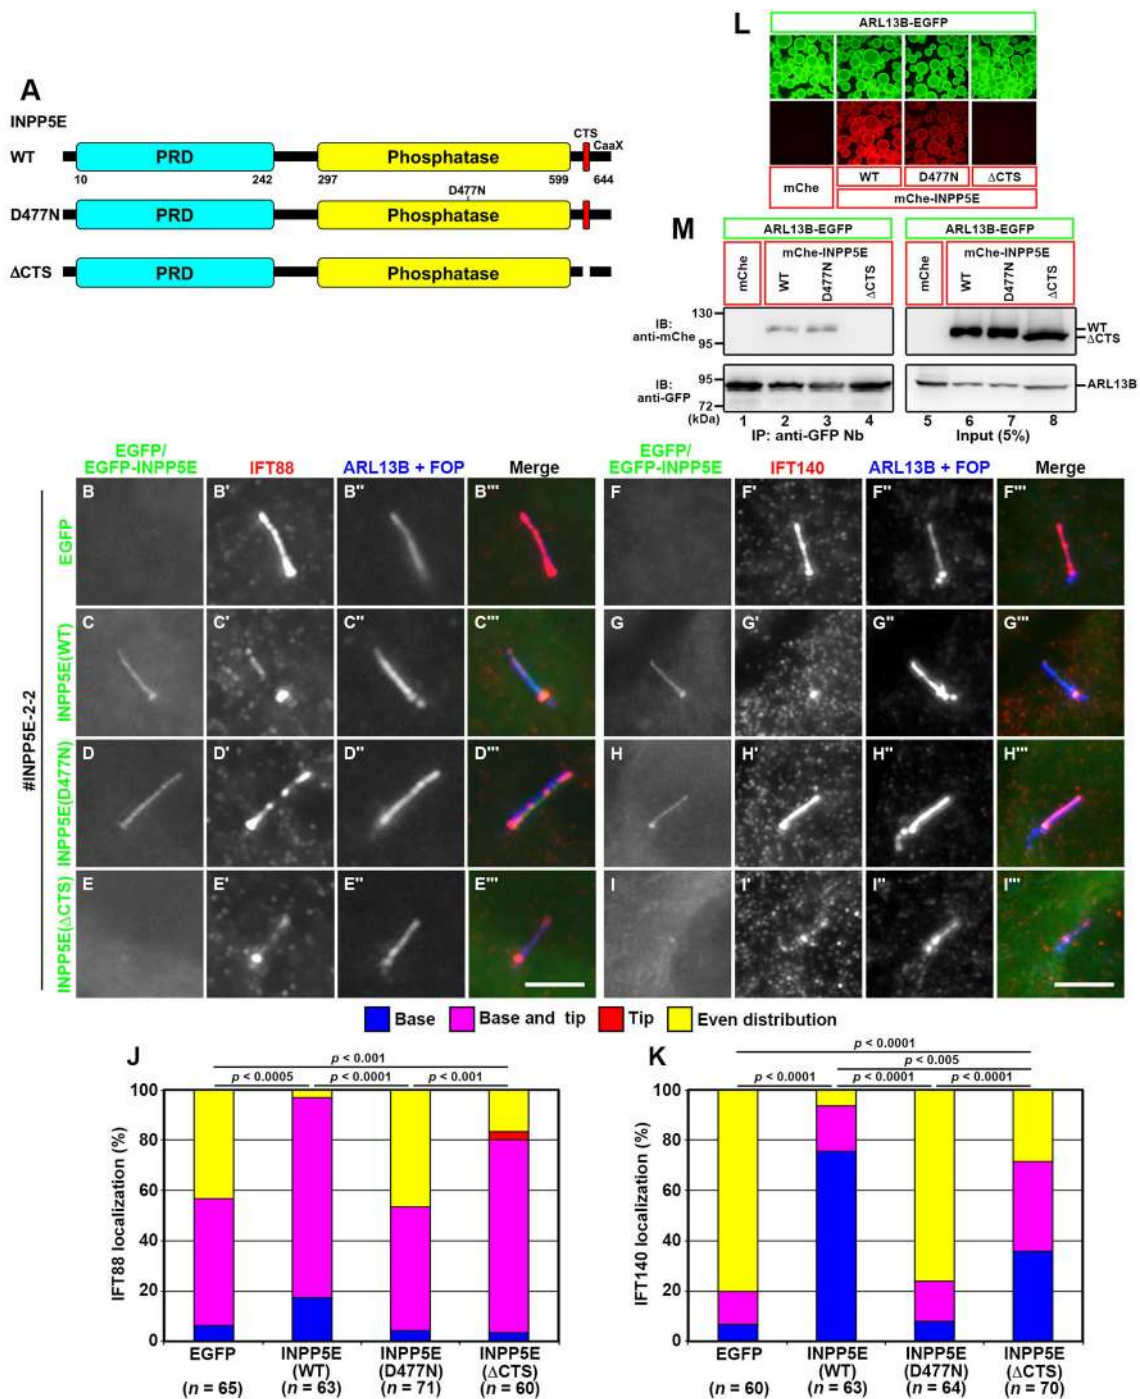 A
INPP5E
WT
PRD
Phosphatase
CTS
CaaX
10
242
297
599
644
D477N
D477N
PRD
Phosphatase
ΔCTS
PRD
Phosphatase
L
ARL13B-EGFP
mChe
WT
D477N
ΔCTS
mChe-INPP5E
M
ARL13B-EGFP
ARL13B-EGFP
mChe
mChe-INPP5E
WT
D477N
ΔCTS
mChe
mChe-INPP5E
WT
D477N
ΔCTS
IB:
anti-mChe
130
95
WT
ΔCTS
IB:
anti-GFP
95
72
(kDa)
ARL13B
1 2 3 4
5 6 7 8
IP: anti-GFP Nb
Input (5%)
EGFP/
EGFP-INPP5E
IFT88
ARL13B + FOP
Merge
EGFP/
EGFP-INPP5E
IFT140
ARL13B + FOP
Merge
#INPP5E-2-2
EGFP
B B' B'' B''' F F' F'' F'''
INPP5E(WT)
C C' C'' C''' G G' G'' G'''
INPP5E(D477N)
D D' D'' D''' H H' H'' H'''
INPP5E(ΔCTS)
E E' E'' E''' I I' I'' I'''
Base
Base and tip
Tip
Even distribution
J
p < 0.001
p < 0.0005
p < 0.0001
p < 0.001
IFT88 localization (%)
100
80
60
40
20
0
EGFP
(n = 65)
INPP5E
(WT)
(n = 63)
INPP5E
(D477N)
(n = 71)
INPP5E
(ΔCTS)
(n = 60)
K
p < 0.0001
p < 0.005
p < 0.0001
p < 0.0001
p < 0.0001
IFT140 localization (%)
100
80
60
40
20
0
EGFP
(n = 60)
INPP5E
(WT)
(n = 63)
INPP5E
(D477N)
(n = 64)
INPP5E
(ΔCTS)
(n = 70)